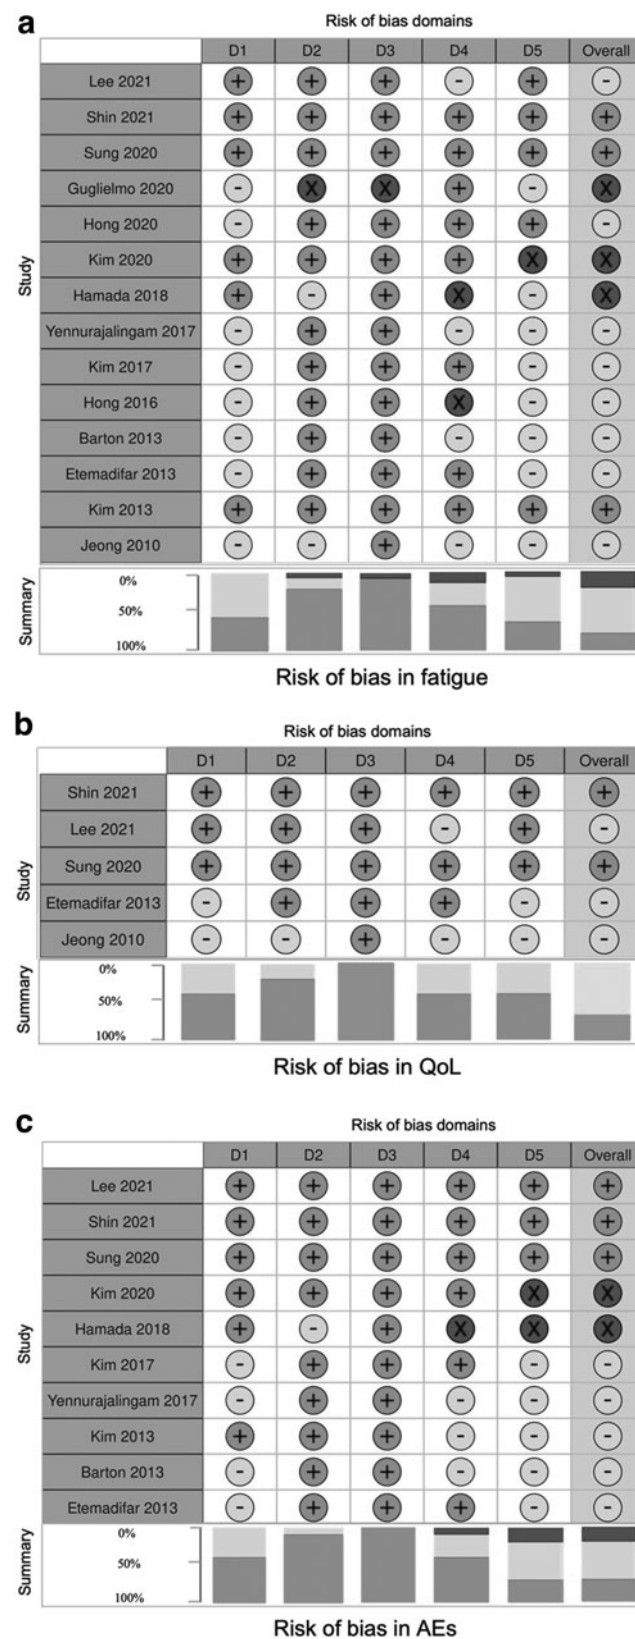 a
Risk of bias domains
D1 D2 D3 D4 D5 Overall
Lee 2021 + + + - + -
Shin 2021 + + + + + +
Sung 2020 + + + + + +
Guglielmo 2020 - X X + - X
Hong 2020 - + + + + -
Kim 2020 + + + + X X
Hamada 2018 + - + X - X
Yennurajalingam 2017 - + + - - -
Kim 2017 - + + + - -
Hong 2016 - + + X - -
Barton 2013 - + + - - -
Etemadifar 2013 - + + + - -
Kim 2013 + + + + + +
Jeong 2010 - - + - - -
Study
Summary
0%
50%
100%
Risk of bias in fatigue
b
Risk of bias domains
D1 D2 D3 D4 D5 Overall
Shin 2021 + + + + + +
Lee 2021 + + + - + -
Sung 2020 + + + + + +
Etemadifar 2013 - + + + - -
Jeong 2010 - - + - - -
Study
Summary
0%
50%
100%
Risk of bias in QoL
c
Risk of bias domains
D1 D2 D3 D4 D5 Overall
Lee 2021 + + + + + +
Shin 2021 + + + + + +
Sung 2020 + + + + + +
Kim 2020 + + + + X X
Hamada 2018 + - + X X X
Kim 2017 - + + + - -
Yennurajalingam 2017 - + + - - -
Kim 2013 + + + - - -
Barton 2013 - + + - - -
Etemadifar 2013 - + + + - -
Study
Summary
0%
50%
100%
Risk of bias in AEs